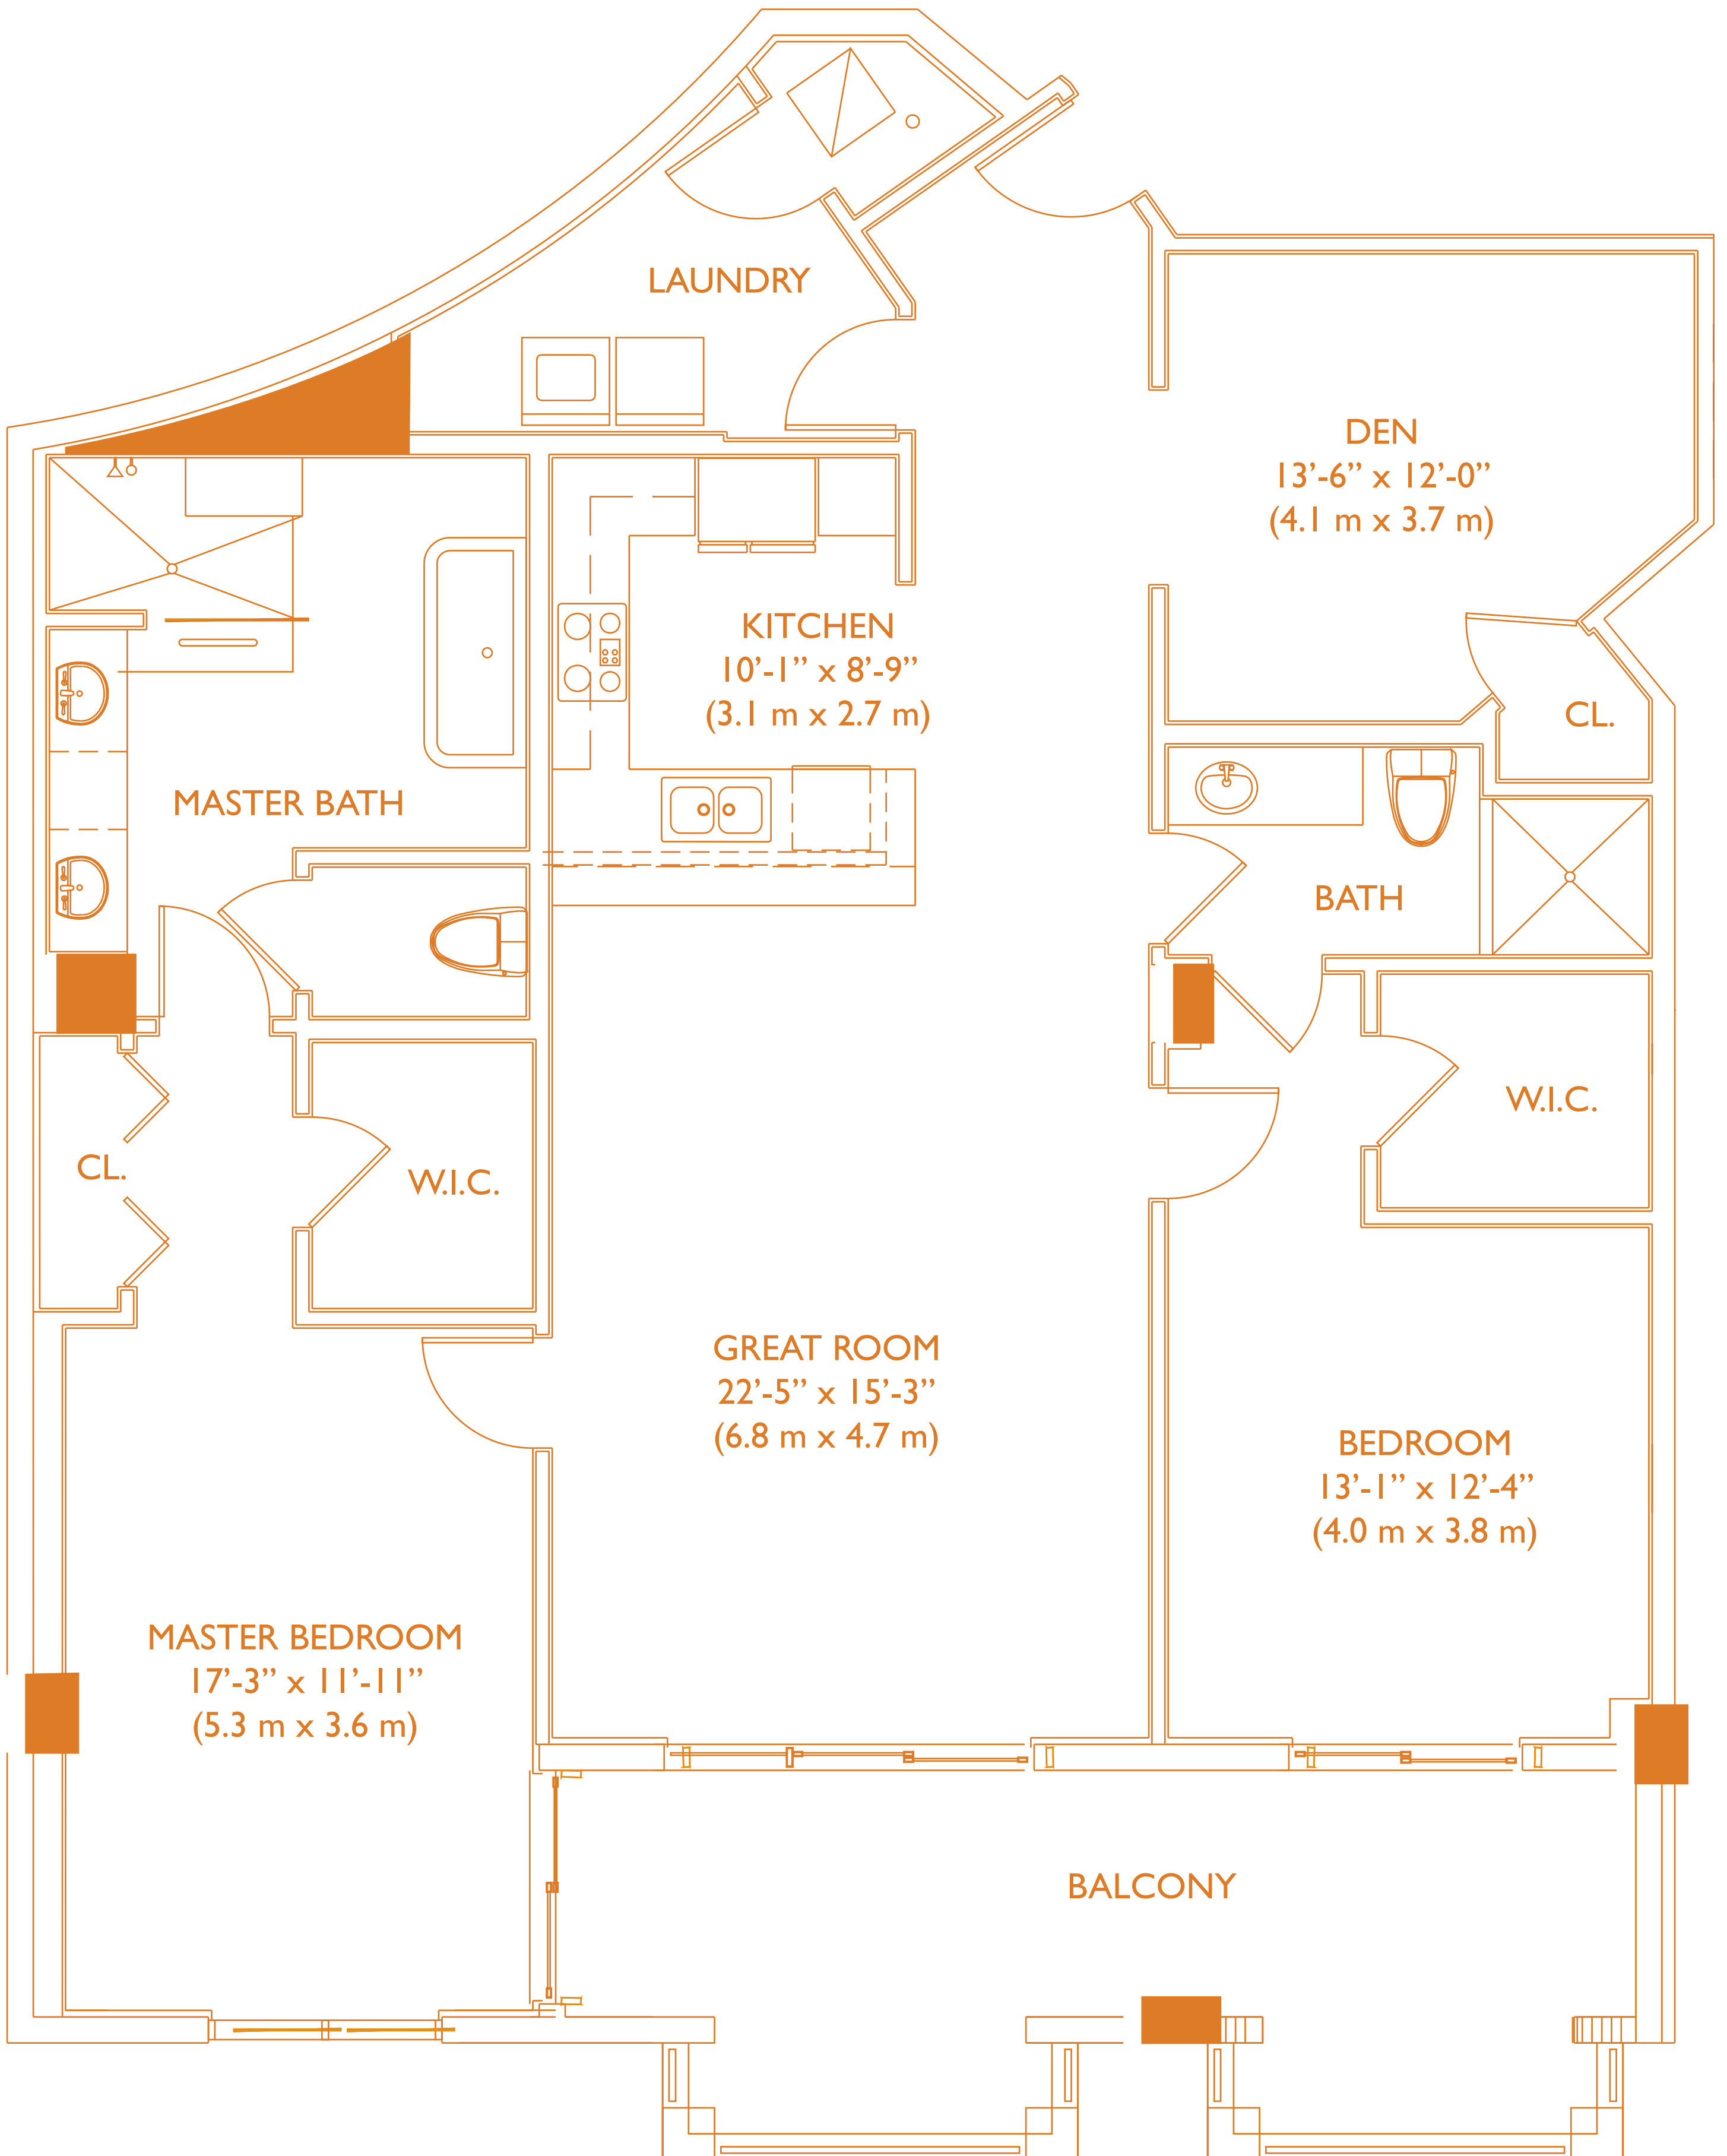 LAUNDRY
DEN
13’-6” x 12’-0”
(4.1 m x 3.7 m)
KITCHEN
10’-1” x 8’-9”
(3.1 m x 2.7 m)
CL.
MASTER BATH
BATH
W.I.C.
CL.
W.I.C.
GREAT ROOM
22’-5” x 15’-3”
(6.8 m x 4.7 m)
BEDROOM
13’-1” x 12’-4”
(4.0 m x 3.8 m)
MASTER BEDROOM
17’-3” x 11’-11”
(5.3 m x 3.6 m)
BALCONY